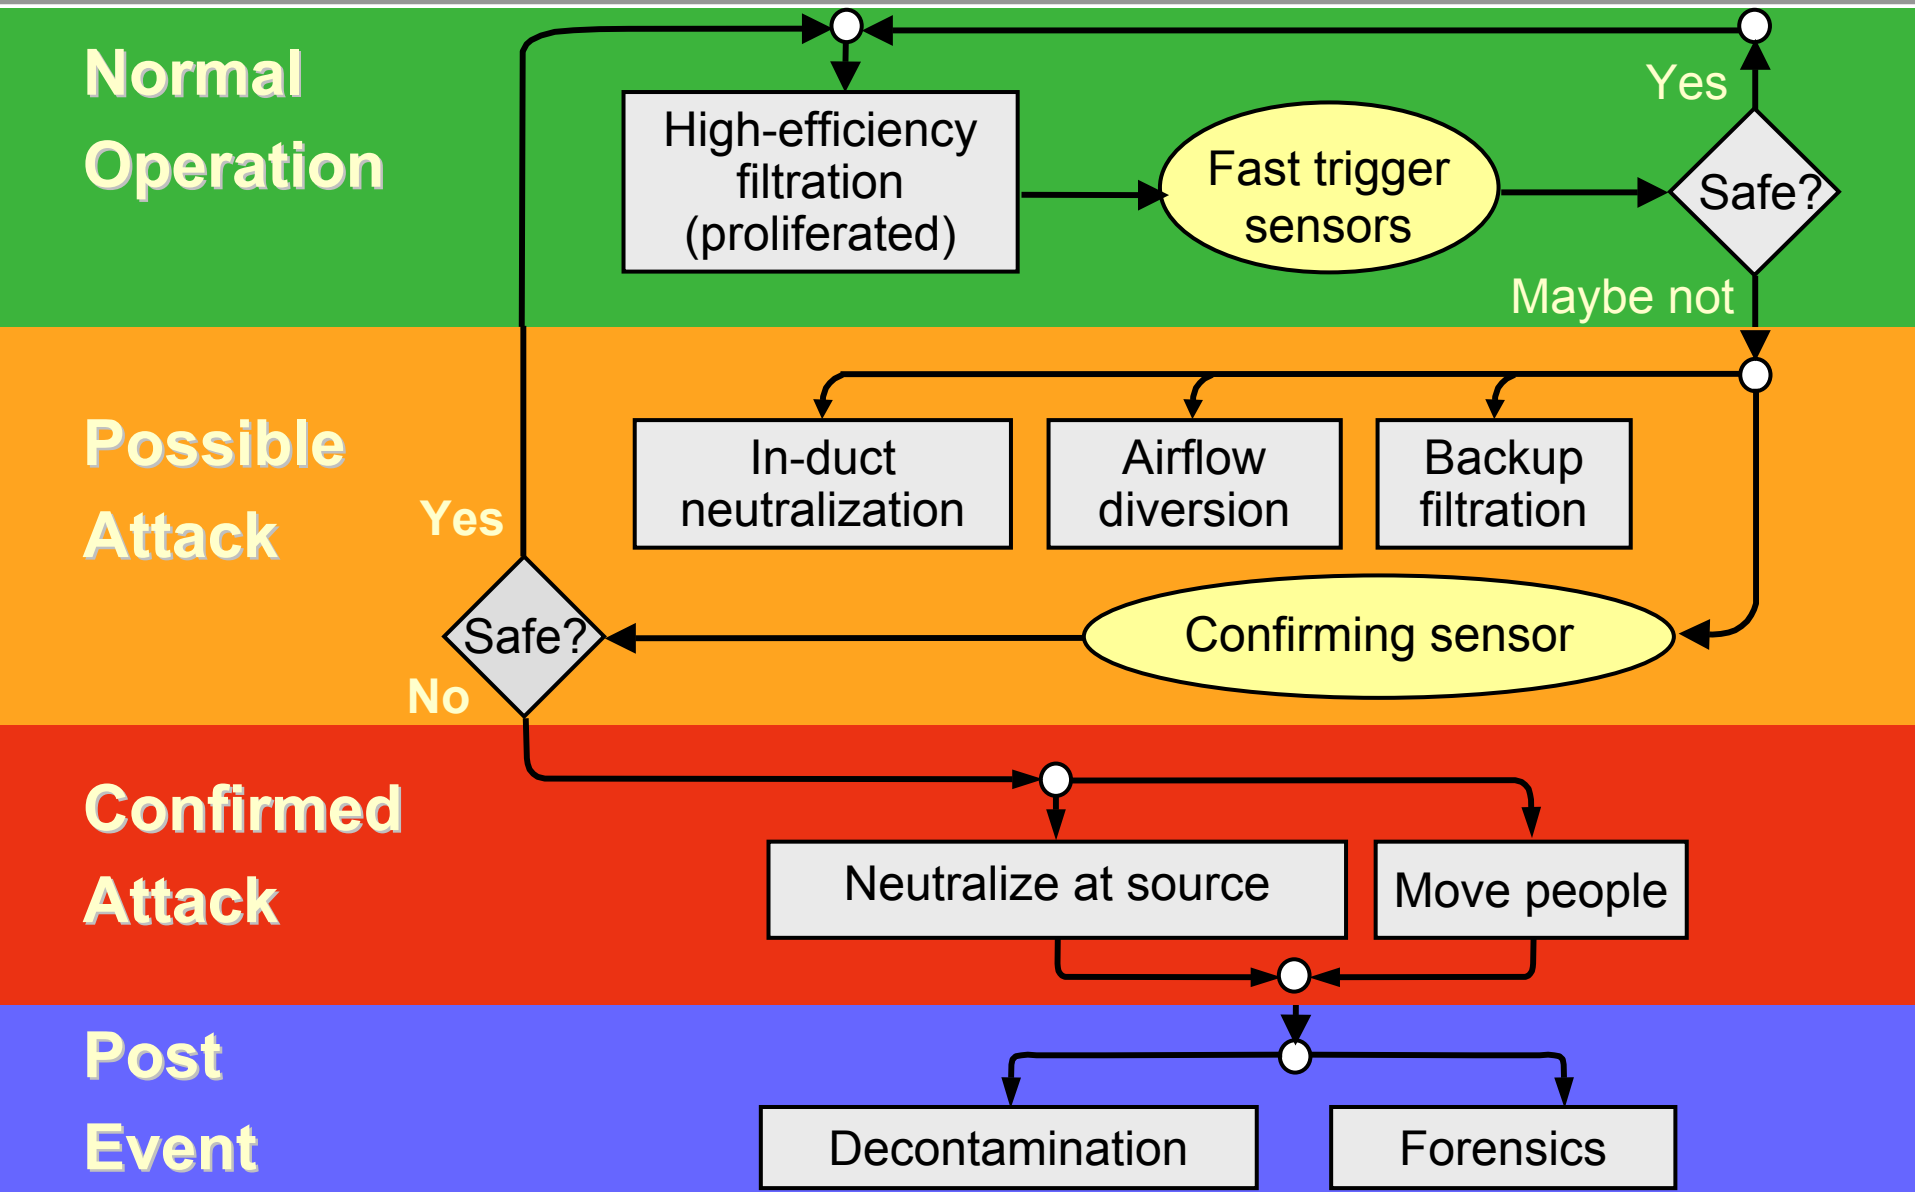 Normal
Operation
High-efficiency
filtration
(proliferated)
Fast trigger
sensors
Yes
Safe?
Maybe not
Possible
Attack
In-duct
neutralization
Airflow
diversion
Backup
filtration
Yes
Safe?
No
Confirming sensor
Confirmed
Attack
Neutralize at source
Move people
Post
Event
Decontamination
Forensics